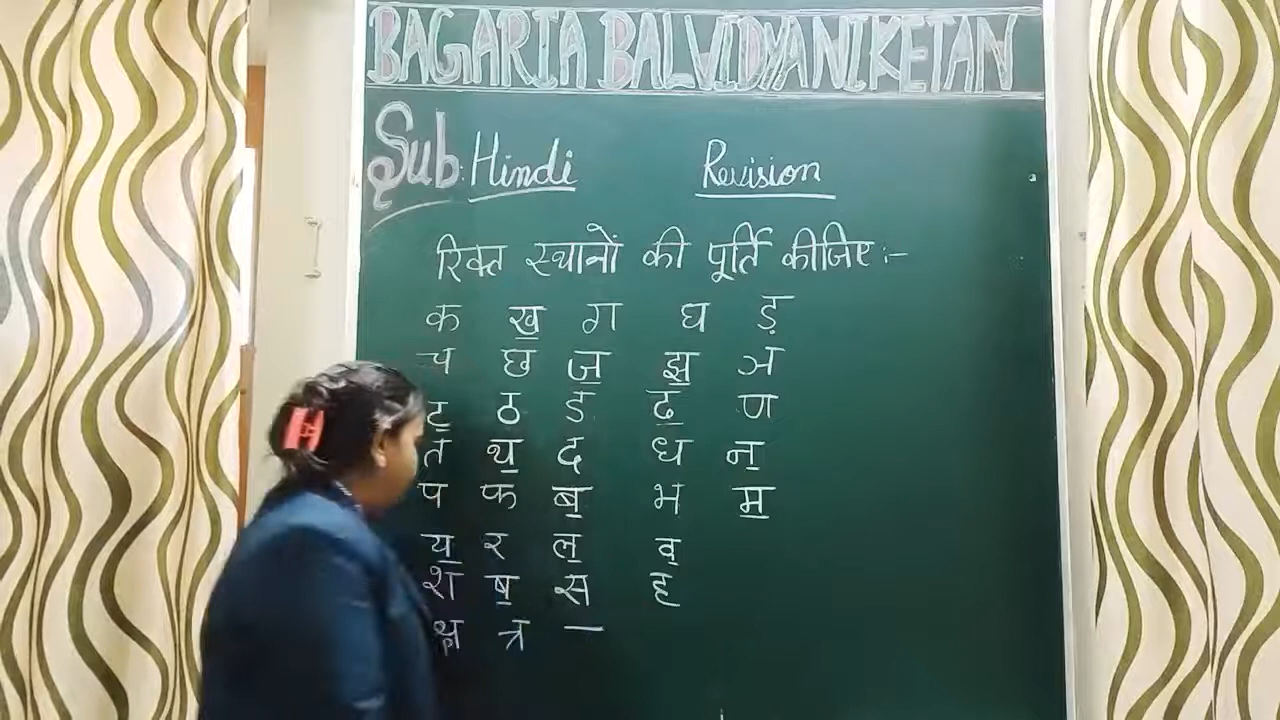 BAGARIA BALVIDYANIKETAN
Sub: Hindi Revision
रिक्त स्थानों की पूर्ति कीजिए :-
क ख ग घ ड़
च छ ज झ ञ
ट ठ ड ढ ण
त थ द ध न
प फ ब भ म
य र ल व
श ष स ह
क्ष त्र _